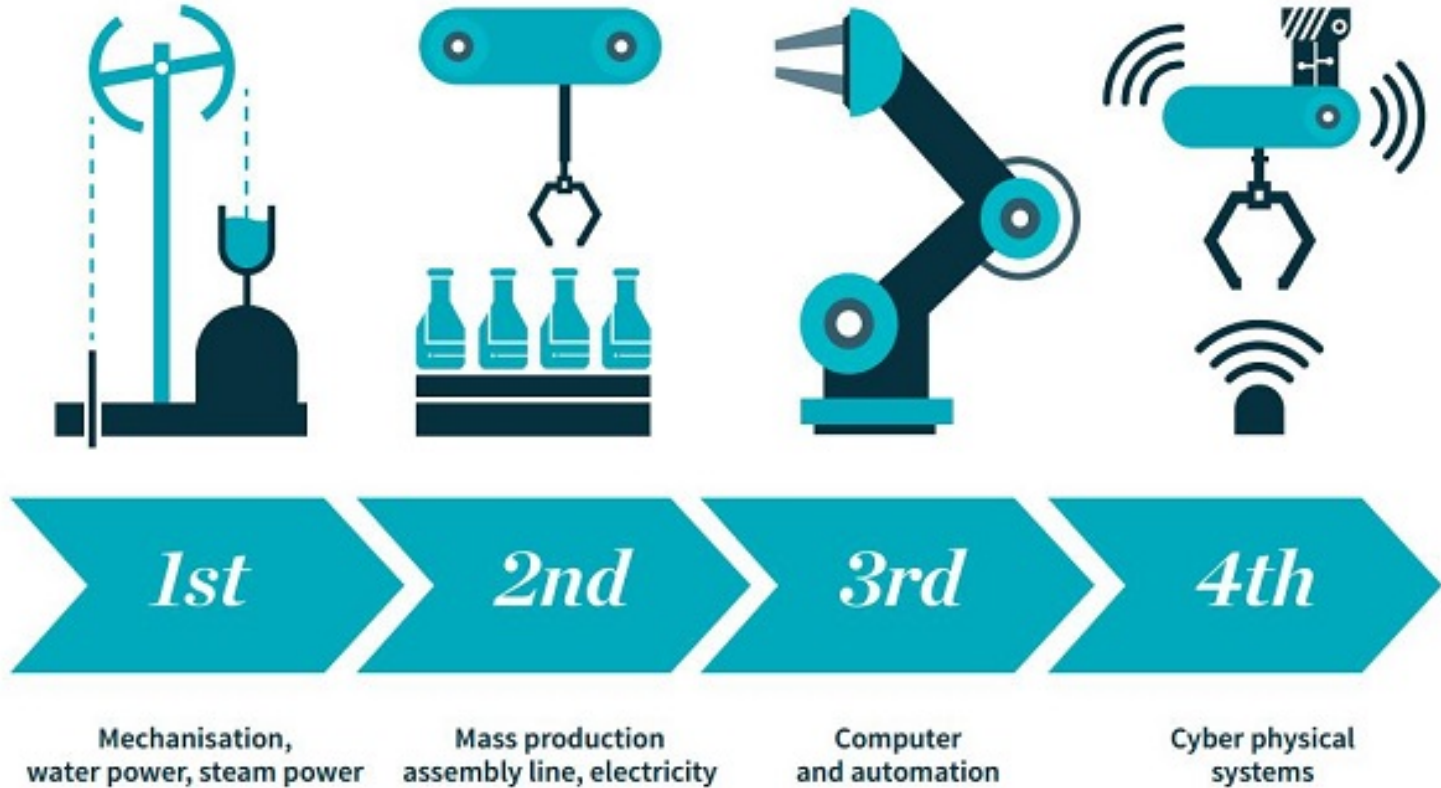 1st
2nd
3rd
4th
Mechanisation,
water power, steam power
Mass production
assembly line, electricity
Computer
and automation
Cyber physical
systems